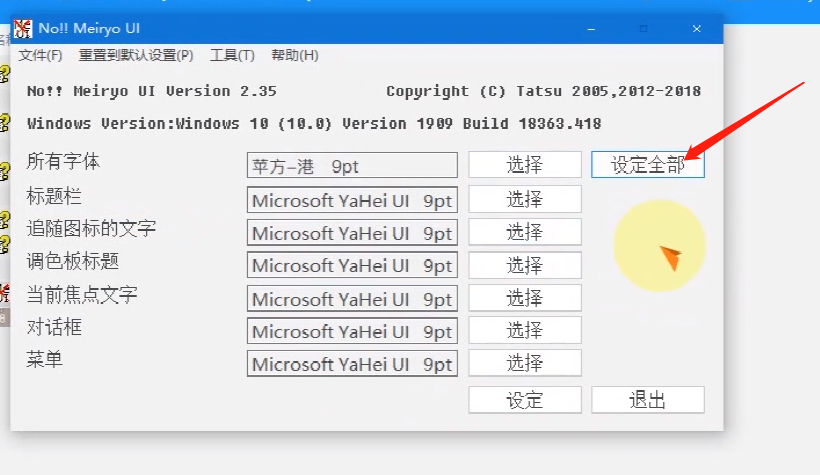 No!! Meiryo UI
文件(F) 重置到默认设置(P) 工具(T) 帮助(H)
No!! Meiryo UI Version 2.35 Copyright (C) Tatsu 2005,2012-2018
Windows Version:Windows 10 (10.0) Version 1909 Build 18363.418
所有字体 苹方-港 9pt 选择 设定全部
标题栏 Microsoft YaHei UI 9pt 选择
追随图标的文字 Microsoft YaHei UI 9pt 选择
调色板标题 Microsoft YaHei UI 9pt 选择
当前焦点文字 Microsoft YaHei UI 9pt 选择
对话框 Microsoft YaHei UI 9pt 选择
菜单 Microsoft YaHei UI 9pt 选择
设定 退出